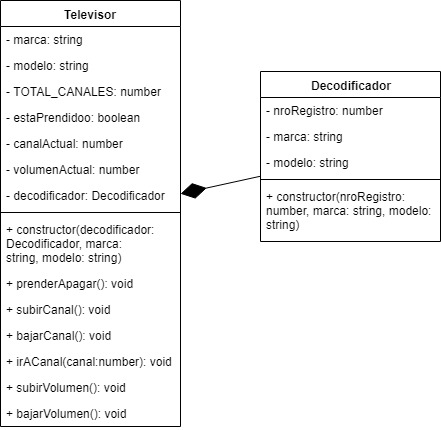 Televisor
- marca: string
- modelo: string
- TOTAL_CANALES: number
- estaPrendidoo: boolean
- canalActual: number
- volumenActual: number
- decodificador: Decodificador
+ constructor(decodificador:
Decodificador, marca:
string, modelo: string)
+ prenderApagar(): void
+ subirCanal(): void
+ bajarCanal(): void
+ irACanal(canal:number): void
+ subirVolumen(): void
+ bajarVolumen(): void
Decodificador
- nroRegistro: number
- marca: string
- modelo: string
+ constructor(nroRegistro:
number, marca: string, modelo:
string)